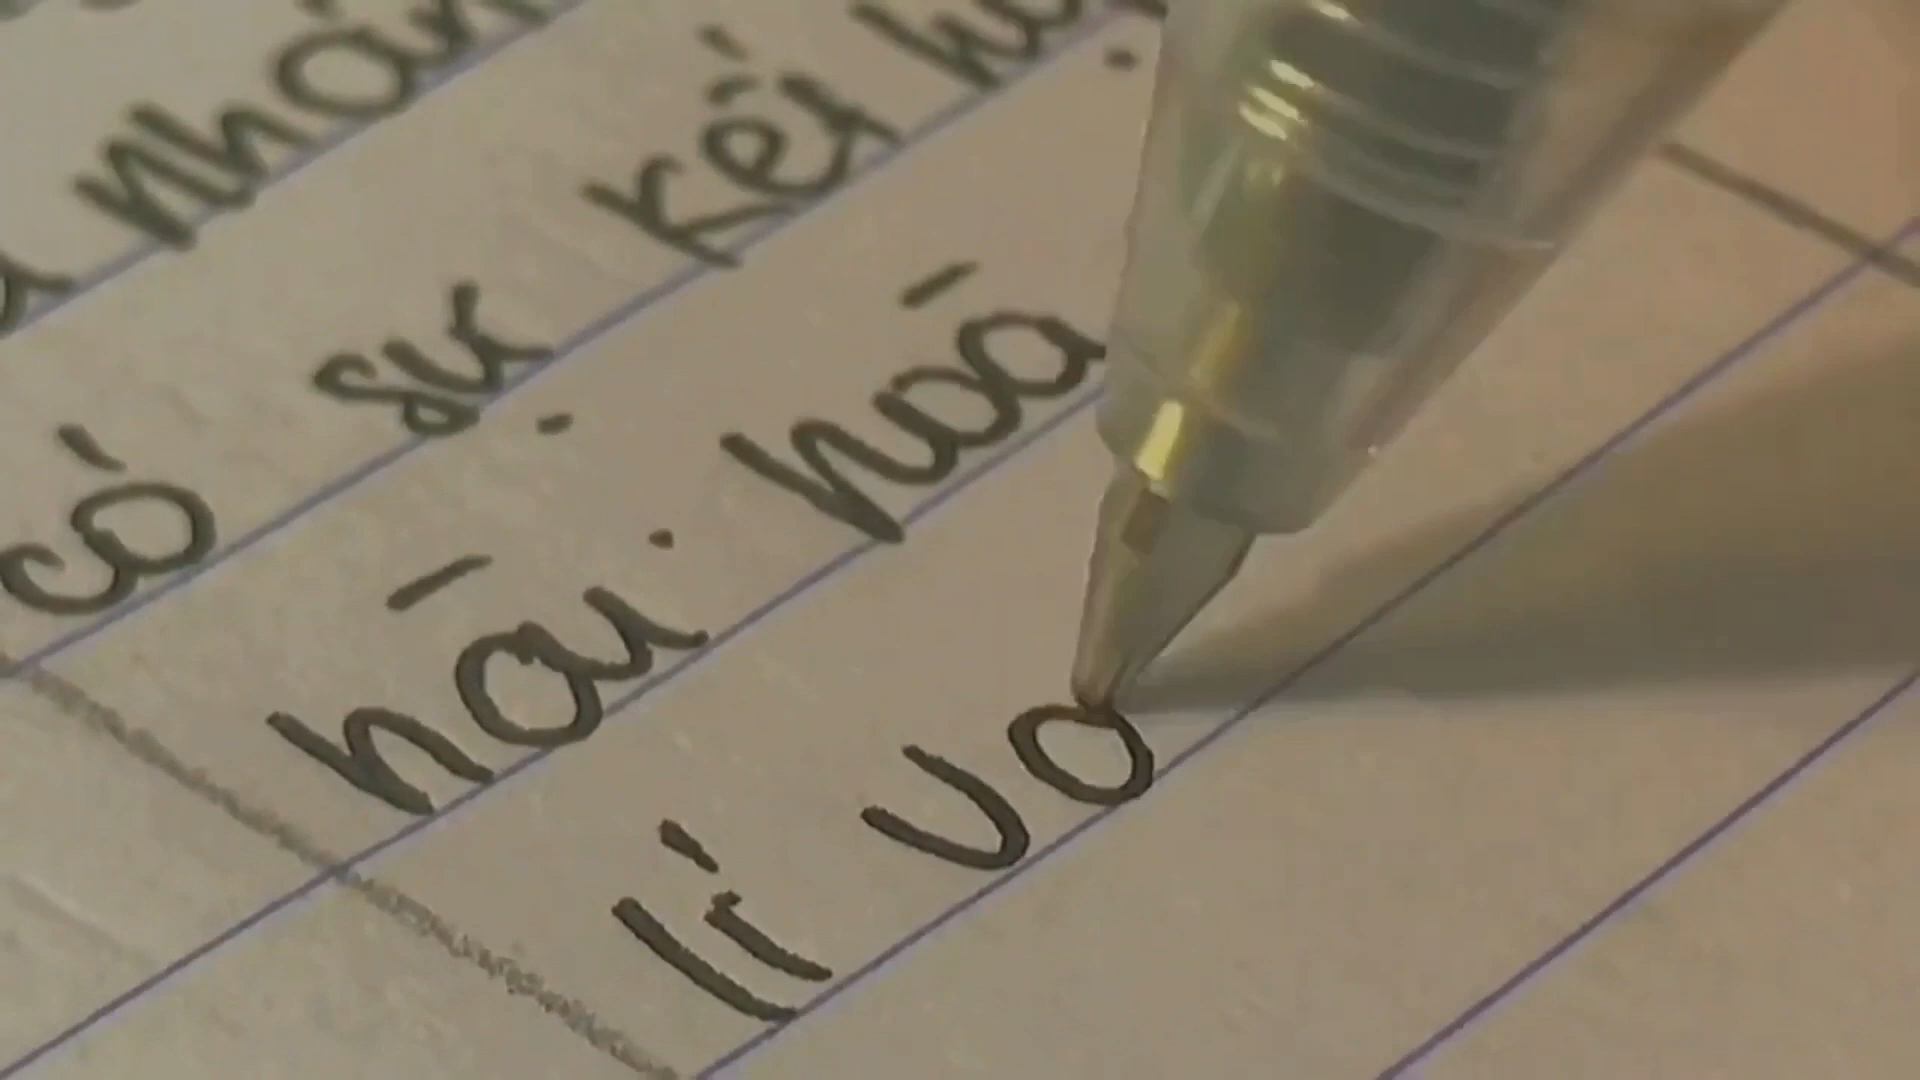 nhân
có sự kết hợ
hài hoà
lí vo